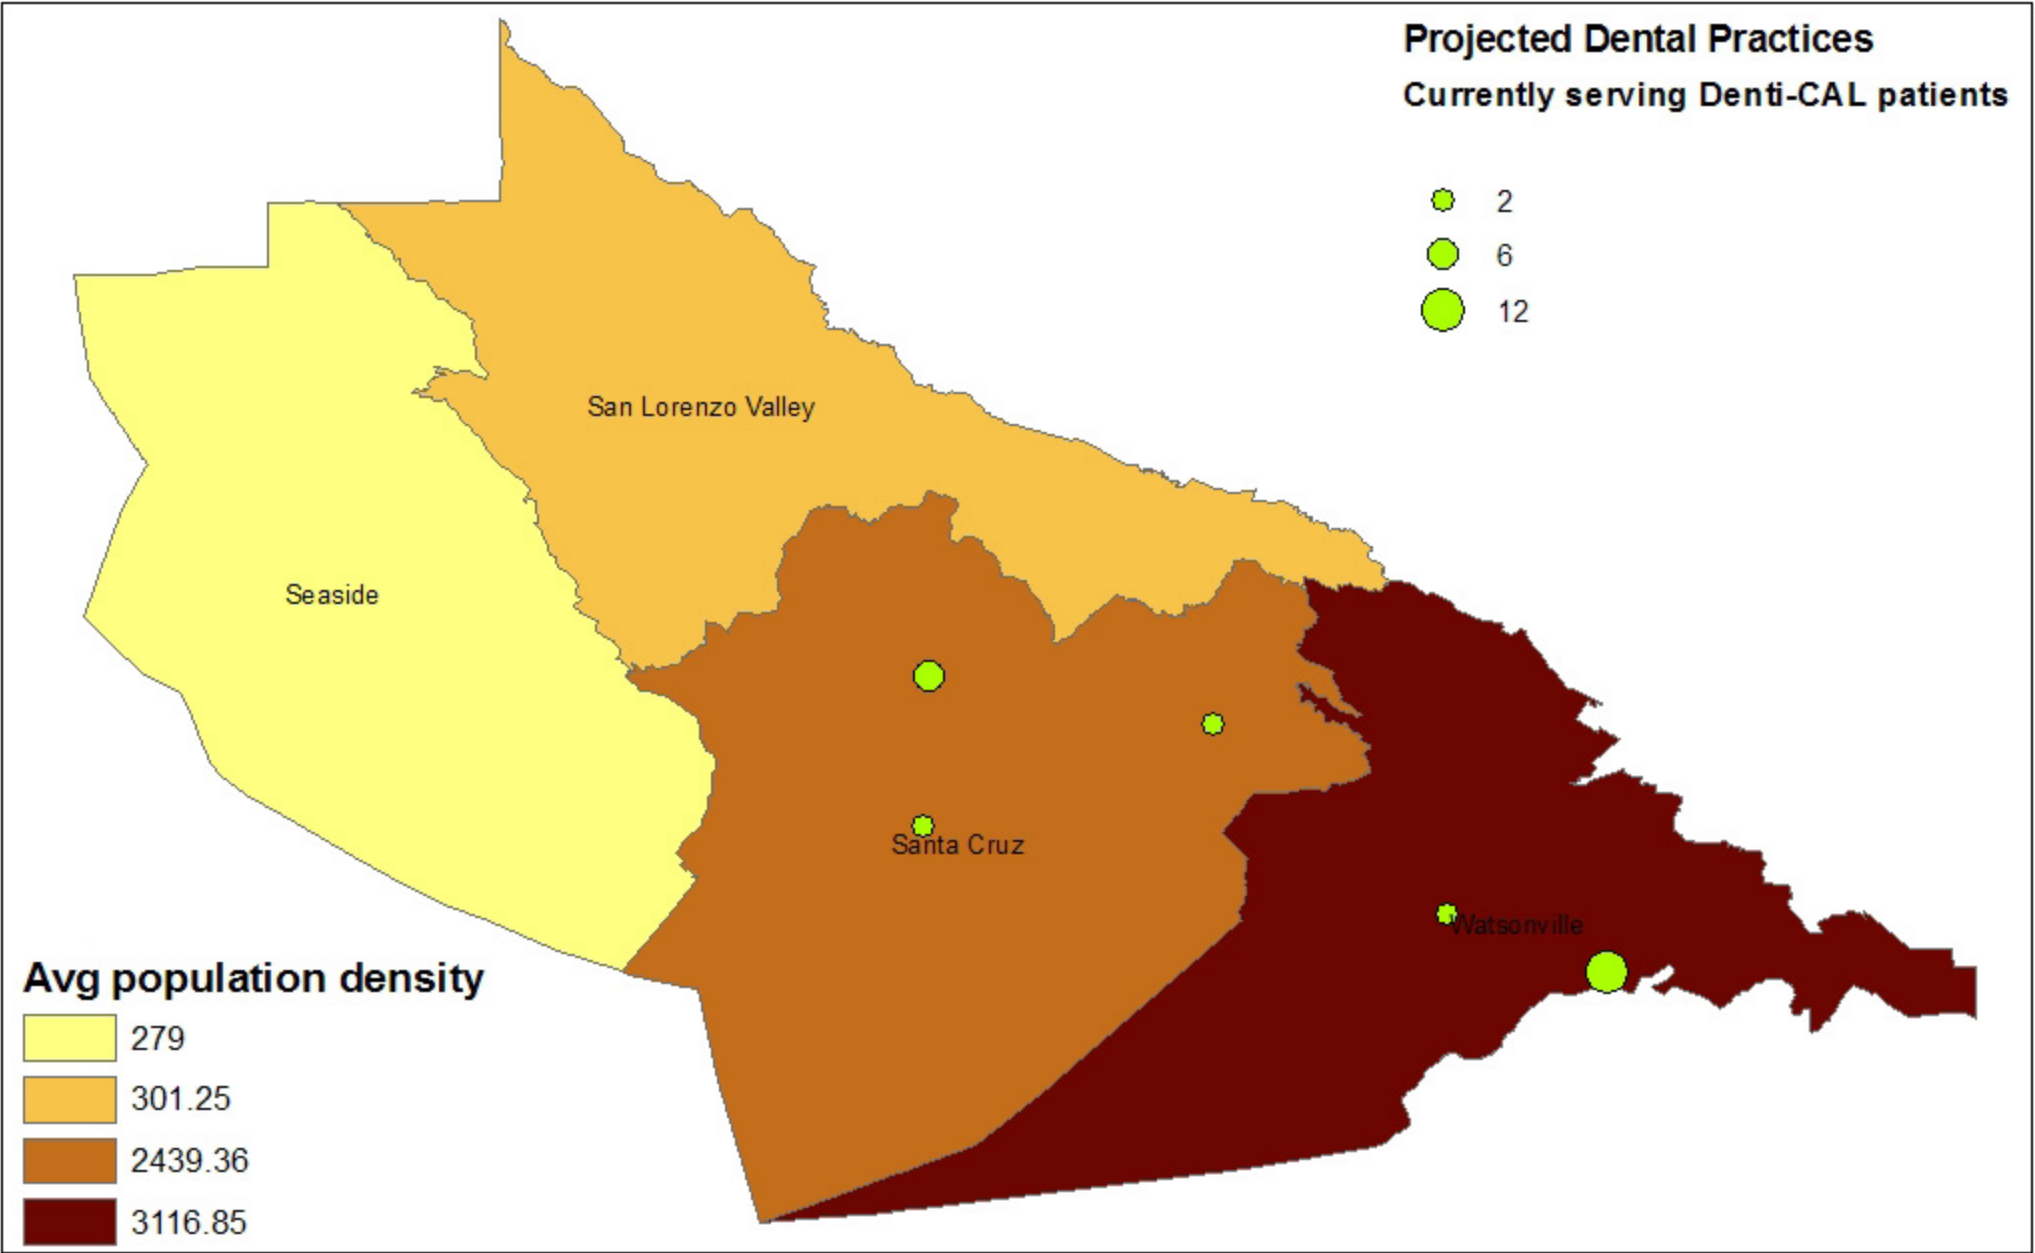 Projected Dental Practices
Currently serving Denti-CAL patients
2
6
12
San Lorenzo Valley
Seaside
Santa Cruz
Watsonville
Avg population density
279
301.25
2439.36
3116.85